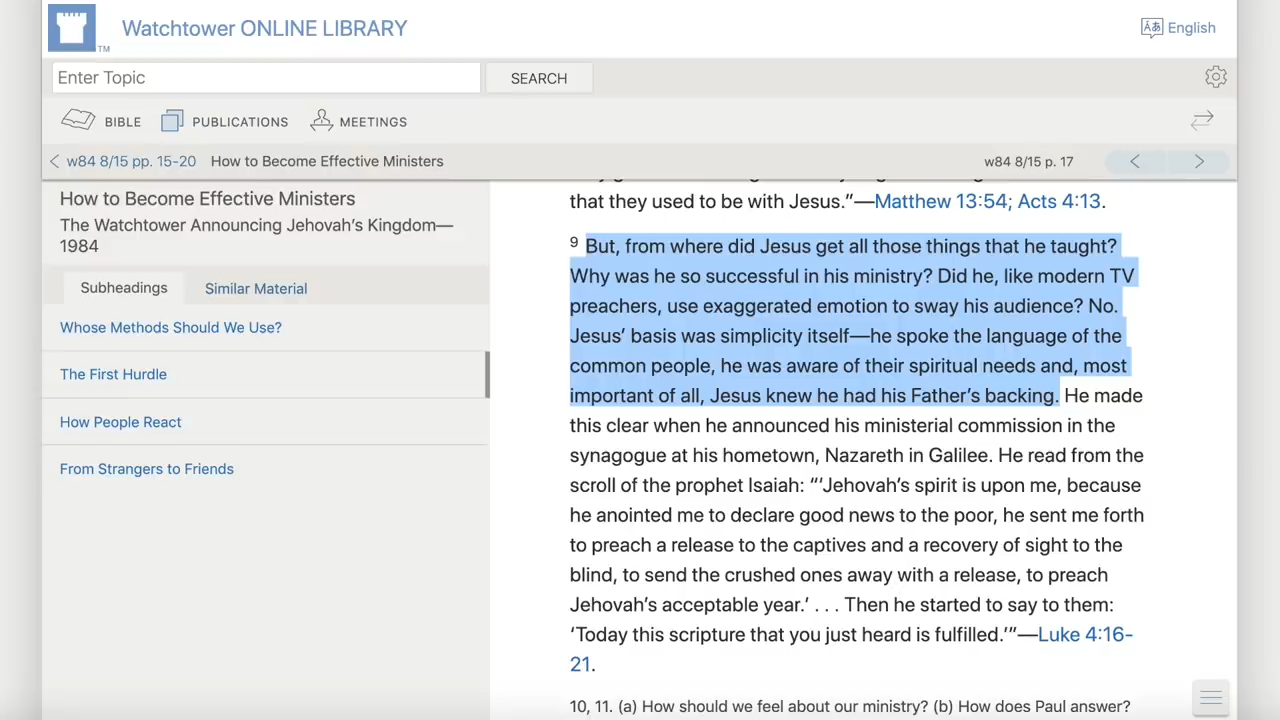 Watchtower ONLINE LIBRARY
TM
English
Enter Topic
SEARCH
BIBLE
PUBLICATIONS
MEETINGS
w84 8/15 pp. 15-20
How to Become Effective Ministers
w84 8/15 p. 17
How to Become Effective Ministers
The Watchtower Announcing Jehovah’s Kingdom—
1984
Subheadings
Similar Material
Whose Methods Should We Use?
The First Hurdle
How People React
From Strangers to Friends
that they used to be with Jesus.”—Matthew 13:54; Acts 4:13.
9 But, from where did Jesus get all those things that he taught?
Why was he so successful in his ministry? Did he, like modern TV
preachers, use exaggerated emotion to sway his audience? No.
Jesus’ basis was simplicity itself—he spoke the language of the
common people, he was aware of their spiritual needs and, most
important of all, Jesus knew he had his Father’s backing. He made
this clear when he announced his ministerial commission in the
synagogue at his hometown, Nazareth in Galilee. He read from the
scroll of the prophet Isaiah: “‘Jehovah’s spirit is upon me, because
he anointed me to declare good news to the poor, he sent me forth
to preach a release to the captives and a recovery of sight to the
blind, to send the crushed ones away with a release, to preach
Jehovah’s acceptable year.’ . . . Then he started to say to them:
‘Today this scripture that you just heard is fulfilled.’”—Luke 4:16-
21.
10, 11. (a) How should we feel about our ministry? (b) How does Paul answer?